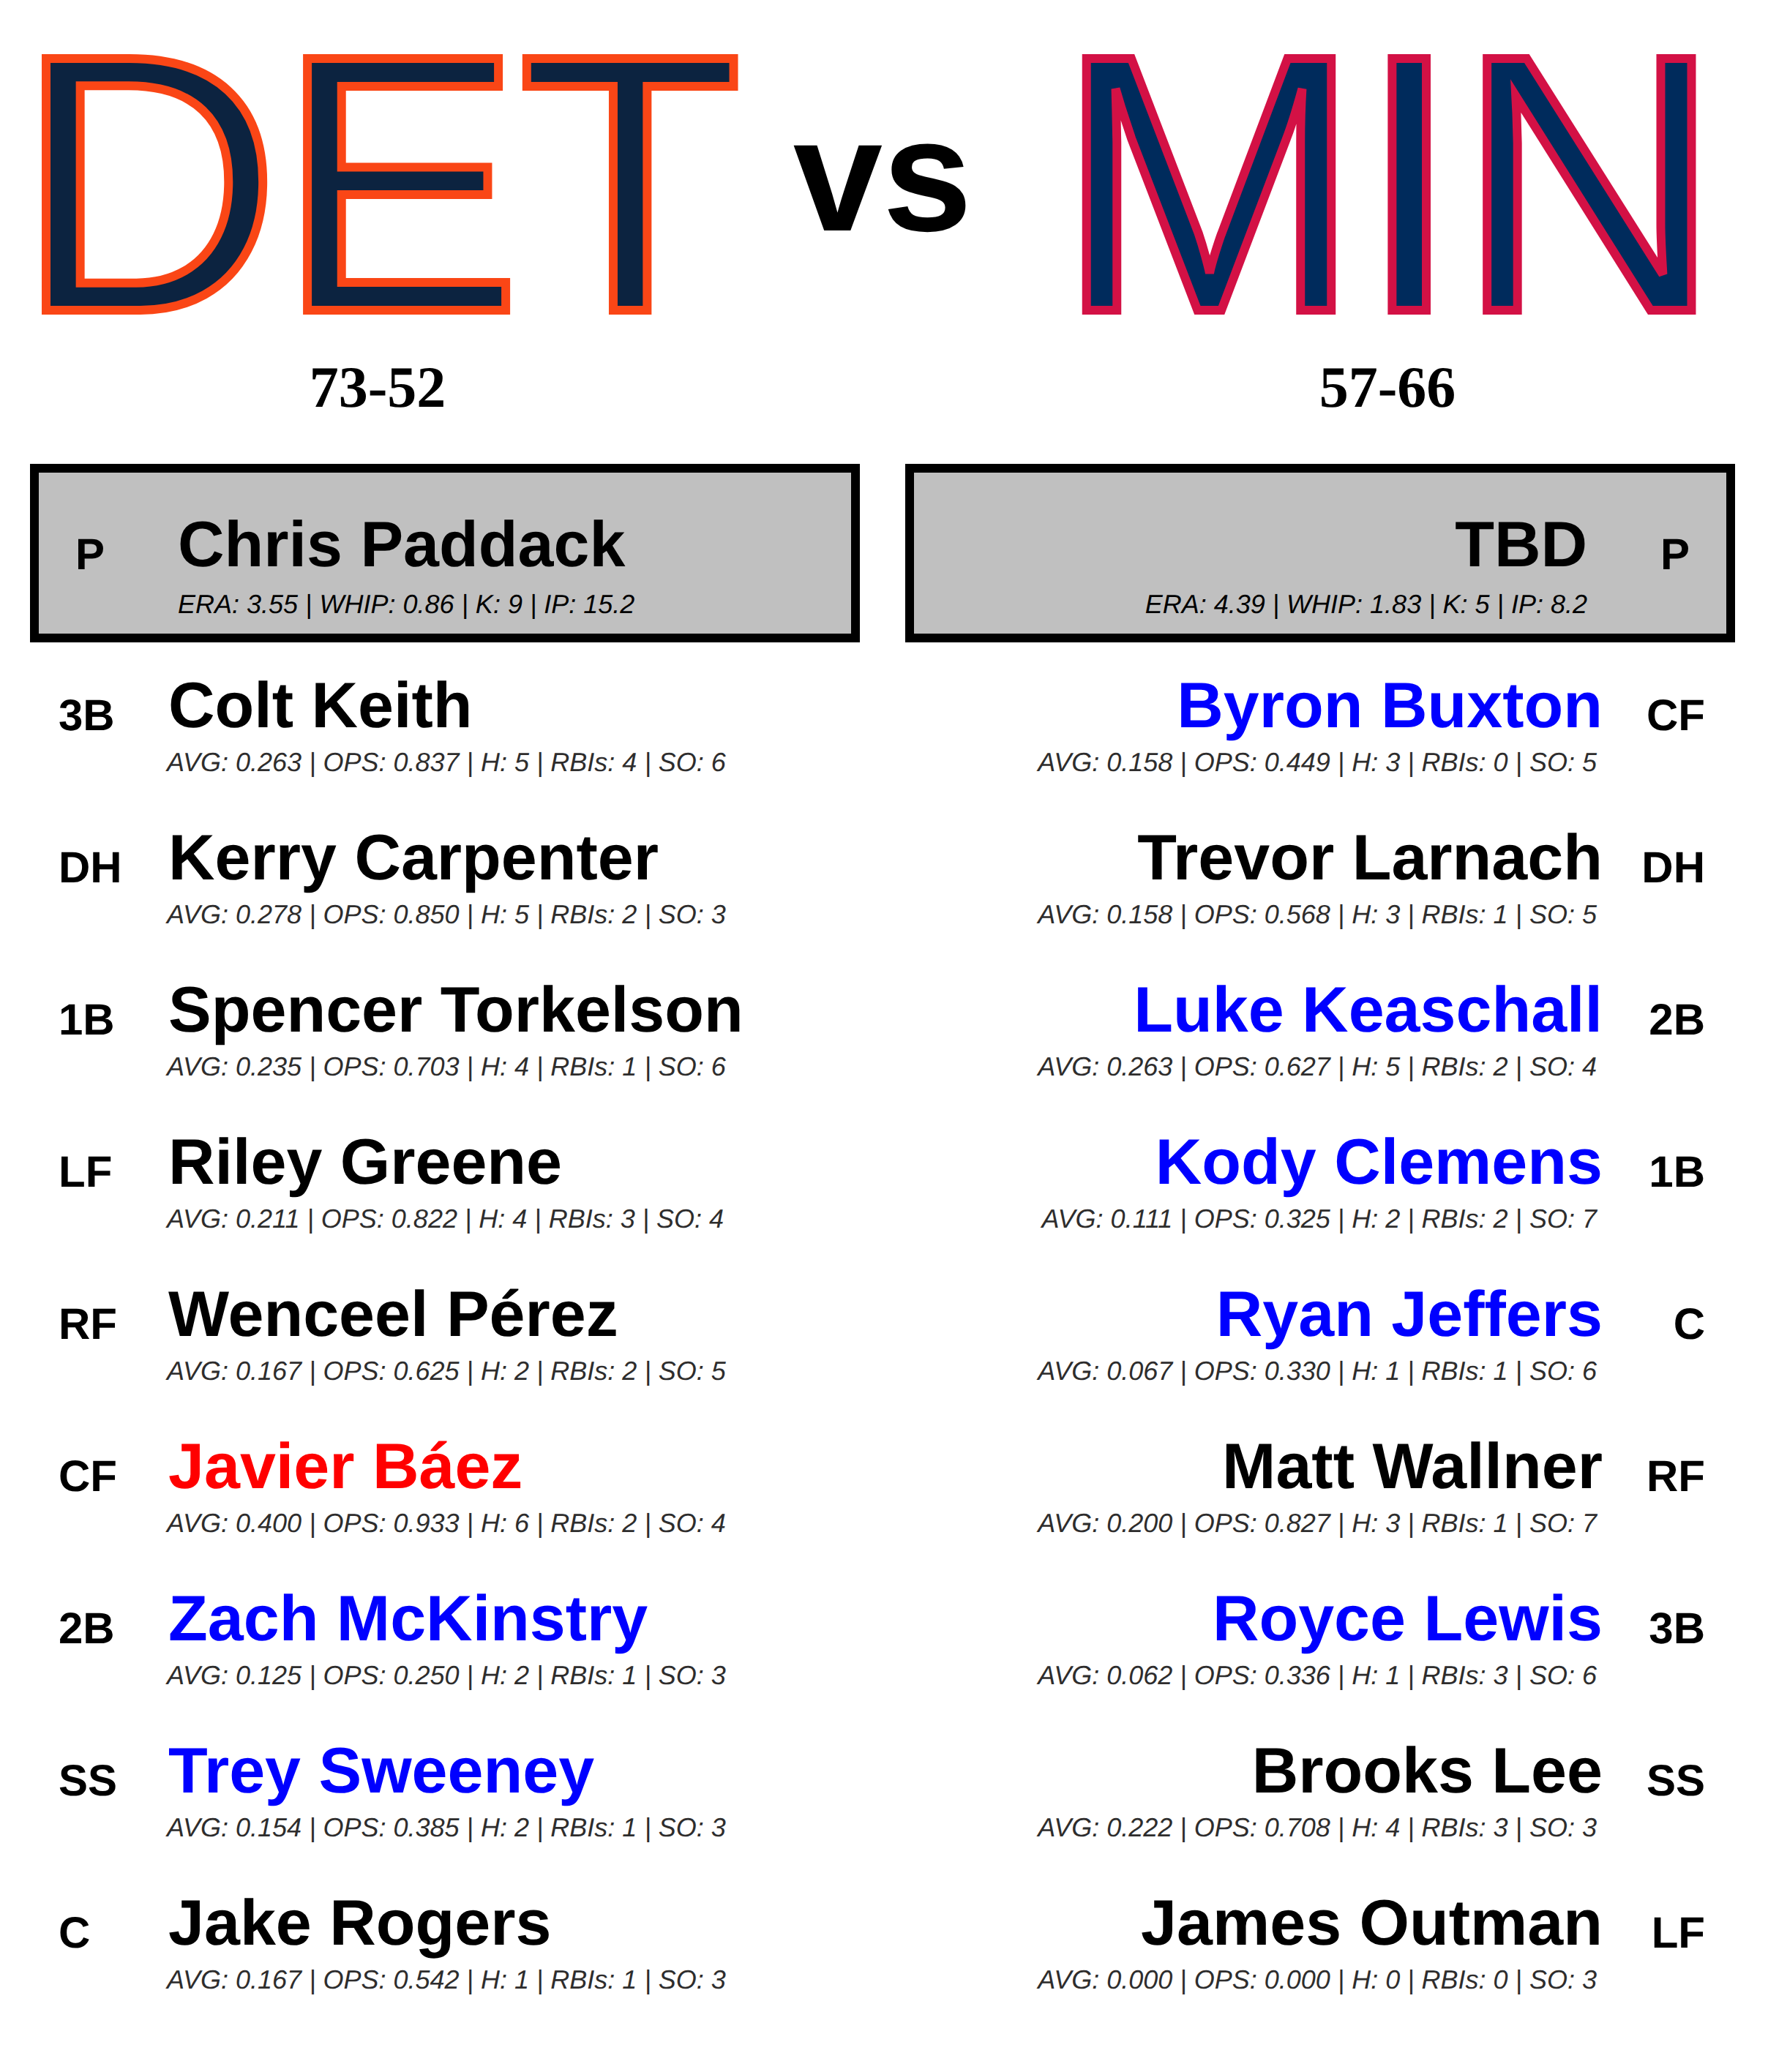 DET vs MIN
73-52 57-66
P Chris Paddack
ERA: 3.55 | WHIP: 0.86 | K: 9 | IP: 15.2
TBD P
ERA: 4.39 | WHIP: 1.83 | K: 5 | IP: 8.2
3B Colt Keith
AVG: 0.263 | OPS: 0.837 | H: 5 | RBIs: 4 | SO: 6
DH Kerry Carpenter
AVG: 0.278 | OPS: 0.850 | H: 5 | RBIs: 2 | SO: 3
1B Spencer Torkelson
AVG: 0.235 | OPS: 0.703 | H: 4 | RBIs: 1 | SO: 6
LF Riley Greene
AVG: 0.211 | OPS: 0.822 | H: 4 | RBIs: 3 | SO: 4
RF Wenceel Pérez
AVG: 0.167 | OPS: 0.625 | H: 2 | RBIs: 2 | SO: 5
CF Javier Báez
AVG: 0.400 | OPS: 0.933 | H: 6 | RBIs: 2 | SO: 4
2B Zach McKinstry
AVG: 0.125 | OPS: 0.250 | H: 2 | RBIs: 1 | SO: 3
SS Trey Sweeney
AVG: 0.154 | OPS: 0.385 | H: 2 | RBIs: 1 | SO: 3
C Jake Rogers
AVG: 0.167 | OPS: 0.542 | H: 1 | RBIs: 1 | SO: 3
Byron Buxton CF
AVG: 0.158 | OPS: 0.449 | H: 3 | RBIs: 0 | SO: 5
Trevor Larnach DH
AVG: 0.158 | OPS: 0.568 | H: 3 | RBIs: 1 | SO: 5
Luke Keaschall 2B
AVG: 0.263 | OPS: 0.627 | H: 5 | RBIs: 2 | SO: 4
Kody Clemens 1B
AVG: 0.111 | OPS: 0.325 | H: 2 | RBIs: 2 | SO: 7
Ryan Jeffers C
AVG: 0.067 | OPS: 0.330 | H: 1 | RBIs: 1 | SO: 6
Matt Wallner RF
AVG: 0.200 | OPS: 0.827 | H: 3 | RBIs: 1 | SO: 7
Royce Lewis 3B
AVG: 0.062 | OPS: 0.336 | H: 1 | RBIs: 3 | SO: 6
Brooks Lee SS
AVG: 0.222 | OPS: 0.708 | H: 4 | RBIs: 3 | SO: 3
James Outman LF
AVG: 0.000 | OPS: 0.000 | H: 0 | RBIs: 0 | SO: 3